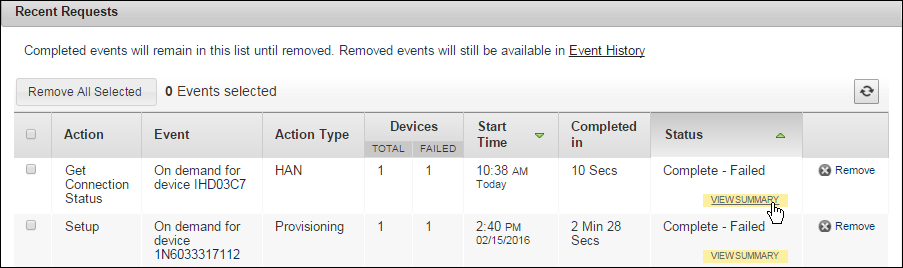 Recent Requests
Completed events will remain in this list until removed. Removed events will still be available in Event History
Remove All Selected 0 Events selected
Action Event Action Type Devices Start Time Completed in Status
TOTAL FAILED
Get Connection Status On demand for device IHD03C7 HAN 1 1 10:38 AM Today 10 Secs Complete - Failed Remove
VIEW SUMMARY
Setup On demand for device 1N6033317112 Provisioning 1 1 2:40 PM 02/15/2016 2 Min 28 Secs Complete - Failed Remove
VIEW SUMMARY